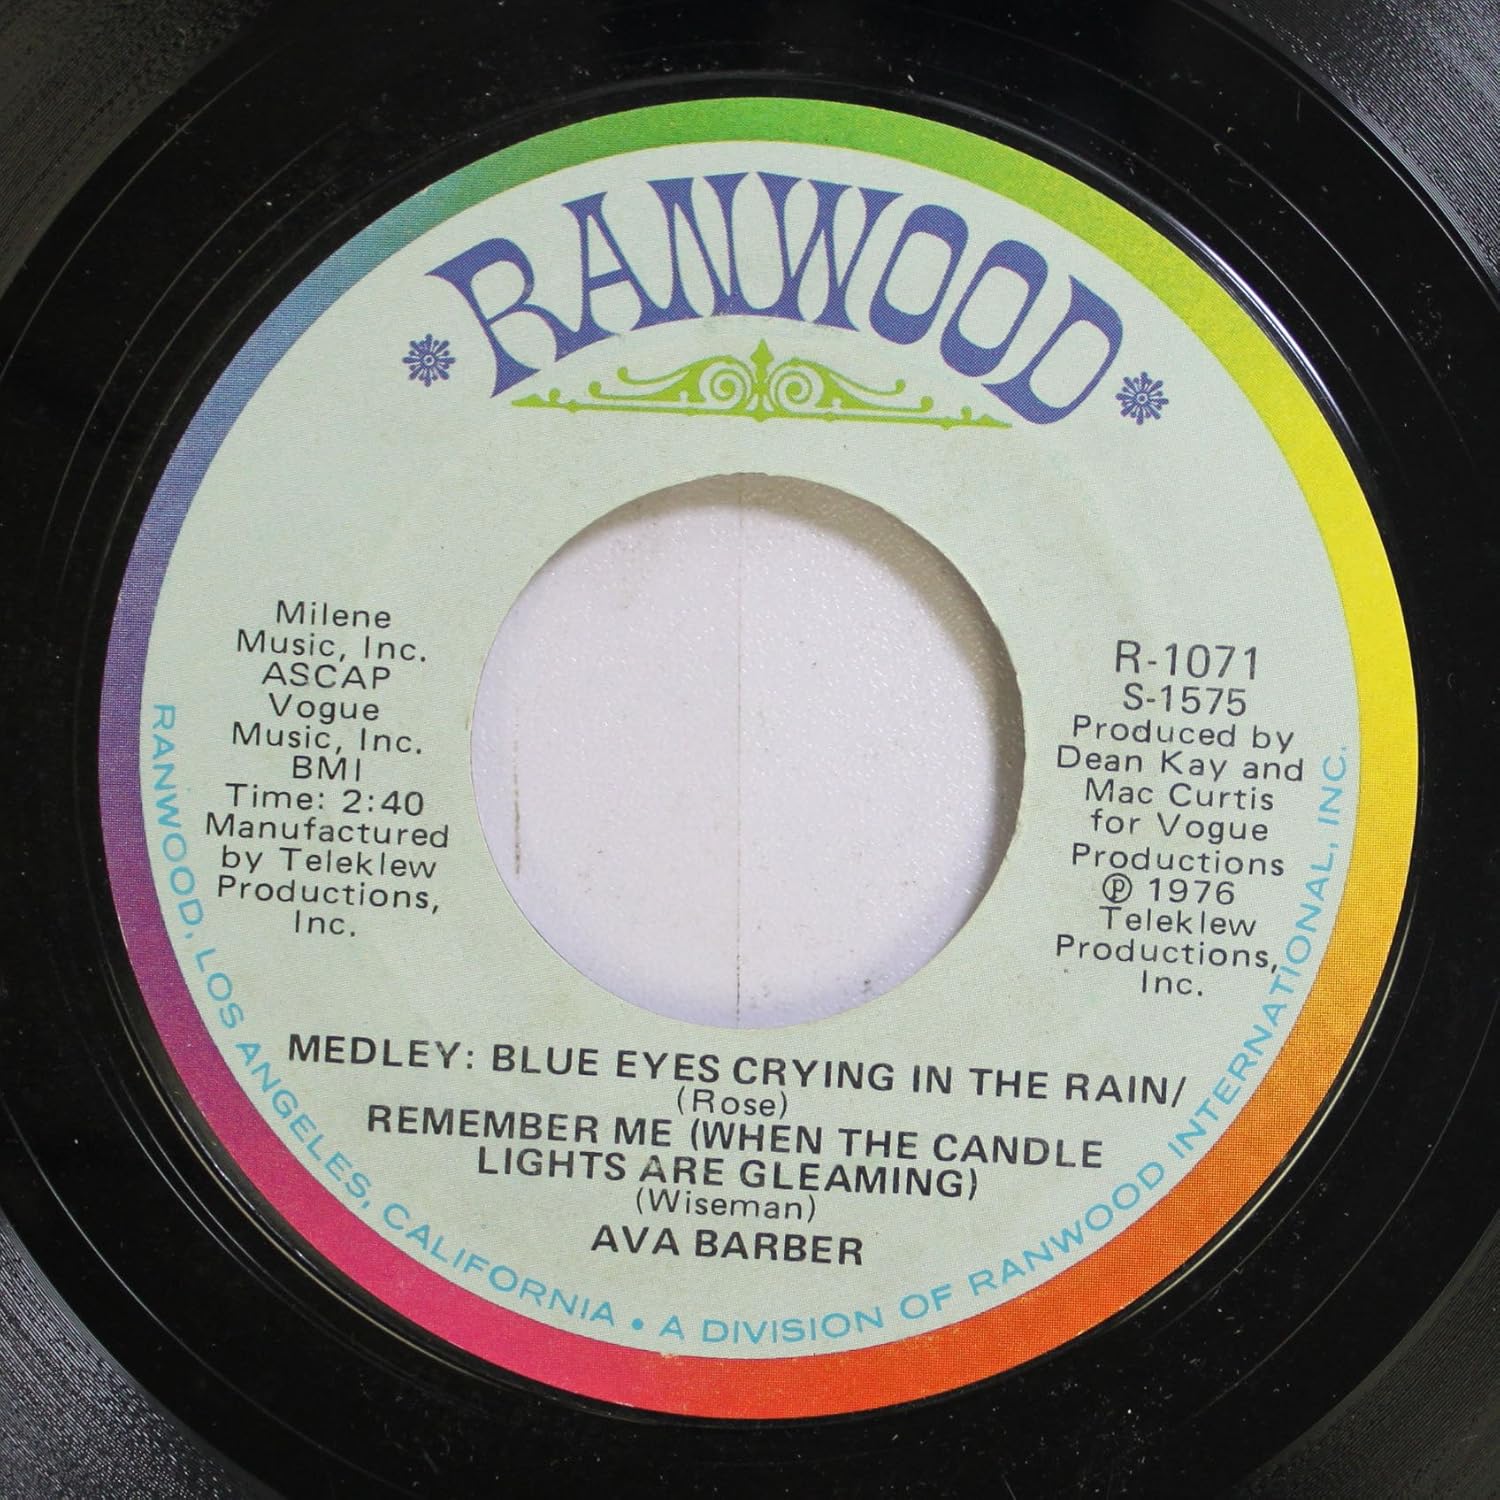 RANWOOD
Milene
Music, Inc.
ASCAP
Vogue
Music, Inc.
BMI
Time: 2:40
Manufactured
by Teleklew
Productions,
Inc.
R-1071
S-1575
Produced by
Dean Kay and
Mac Curtis
for Vogue
Productions
℗ 1976
Teleklew
Productions,
Inc.
MEDLEY: BLUE EYES CRYING IN THE RAIN/
(Rose)
REMEMBER ME (WHEN THE CANDLE
LIGHTS ARE GLEAMING)
(Wiseman)
AVA BARBER
RANWOOD, LOS ANGELES, CALIFORNIA • A DIVISION OF RANWOOD INTERNATIONAL, INC.